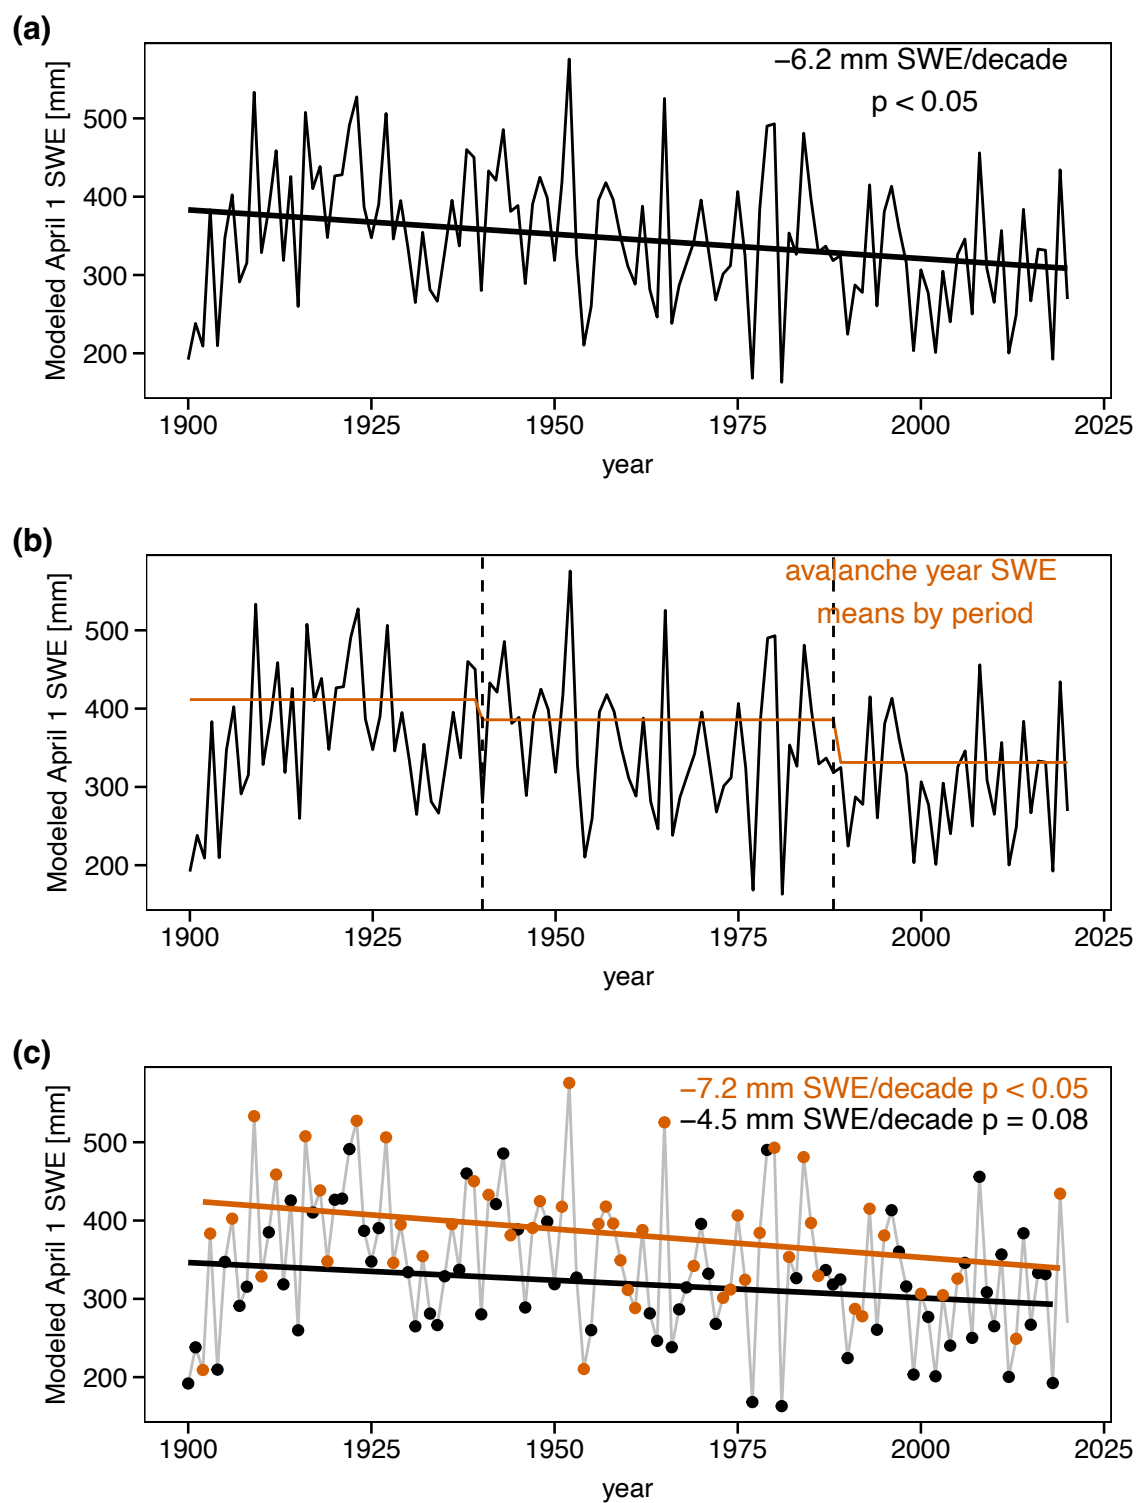 (a)
−6.2 mm SWE/decade
p < 0.05
Modeled April 1 SWE [mm]
500
400
300
200
1900 1925 1950 1975 2000 2025
year
(b)
avalanche year SWE
means by period
Modeled April 1 SWE [mm]
500
400
300
200
1900 1925 1950 1975 2000 2025
year
(c)
−7.2 mm SWE/decade p < 0.05
−4.5 mm SWE/decade p = 0.08
Modeled April 1 SWE [mm]
500
400
300
200
1900 1925 1950 1975 2000 2025
year